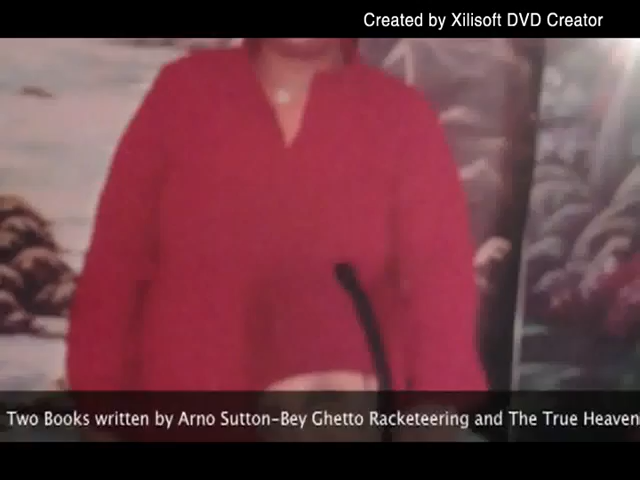 Created by Xilisoft DVD Creator
Two Books written by Arno Sutton-Bey Ghetto Racketeering and The True Heaven